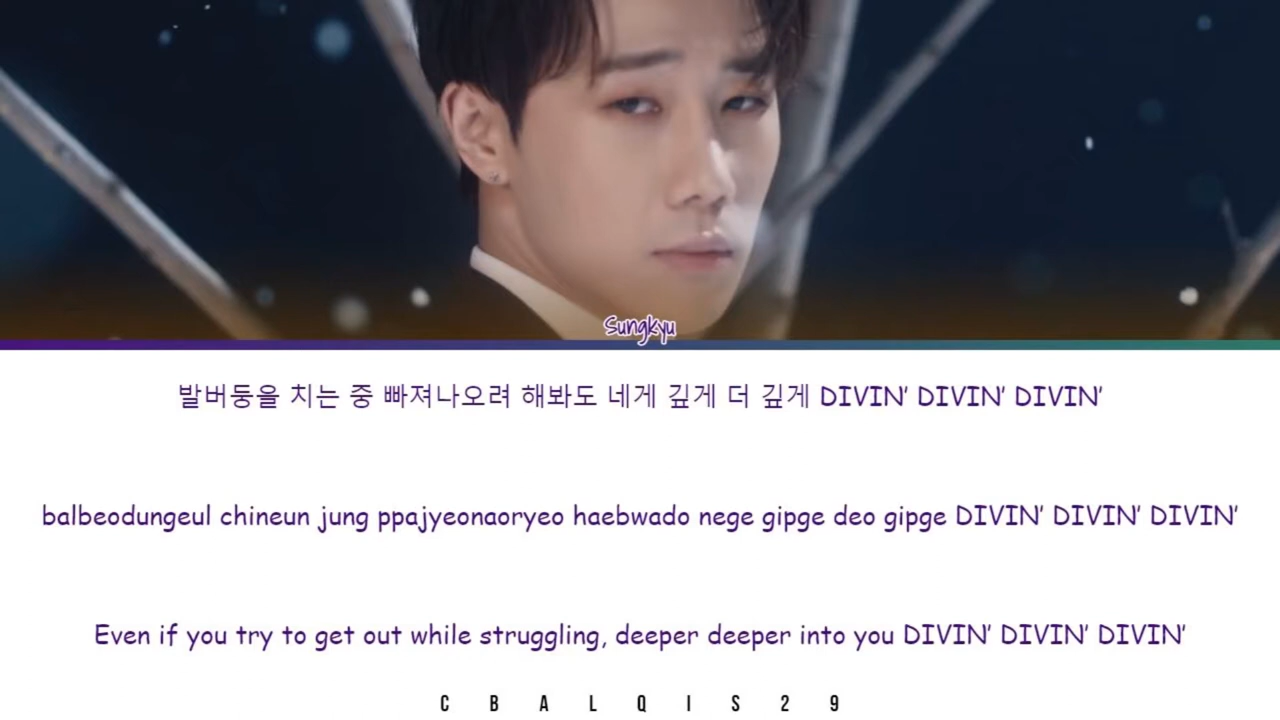 Sungkyu
발버둥을 치는 중 빠져나오려 해봐도 네게 깊게 더 깊게 DIVIN' DIVIN' DIVIN'
balbeodungeul chineun jung ppajyeonaoryeo haebwado nege gipge deo gipge DIVIN' DIVIN' DIVIN'
Even if you try to get out while struggling, deeper deeper into you DIVIN' DIVIN' DIVIN'
CBALQIS29